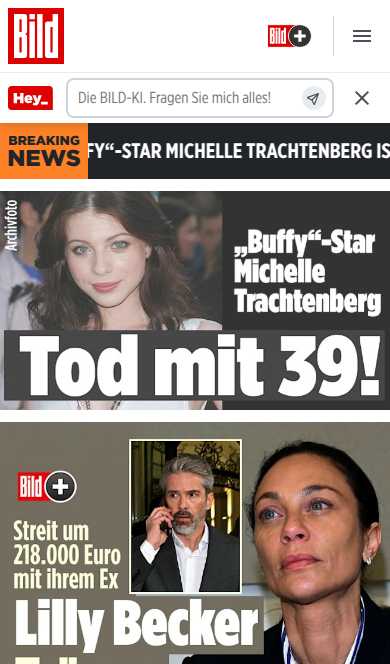 Bild
Bild+
Hey_
Die BILD-KI. Fragen Sie mich alles!
BREAKING
NEWS
FY“-STAR MICHELLE TRACHTENBERG IS
Archivfoto
„Buffy“-Star
Michelle
Trachtenberg
Tod mit 39!
Bild+
Streit um
218.000 Euro
mit ihrem Ex
Lilly Becker